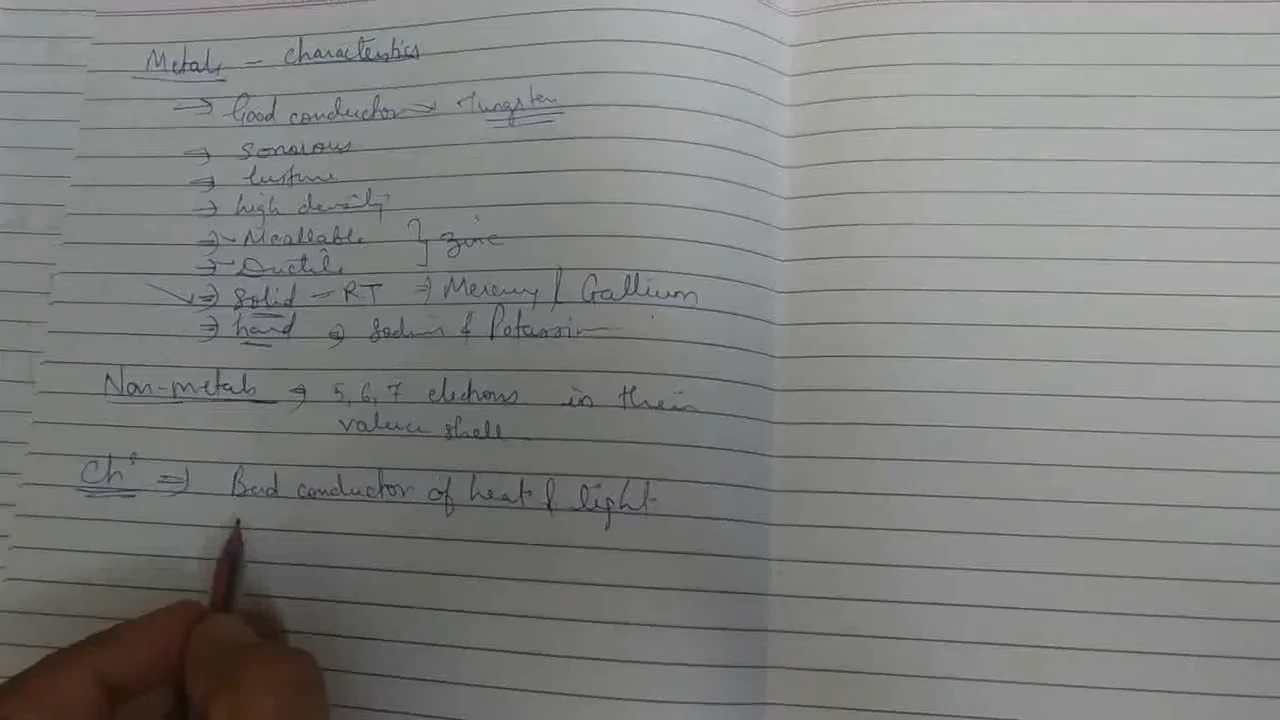 Metals - characteristics
→ Good conductor → Tungsten
→ Sonorous
→ lustre
→ high density
→ Meallable } zinc
→ Ductile
→ Solid - RT ⇒ Mercury & Gallium
⇒ hard ⇒ Sodium & Potassium
Non-metals → 5, 6, 7 electrons in their
valence shell
Ch° ⇒ Bad conductor of heat & light